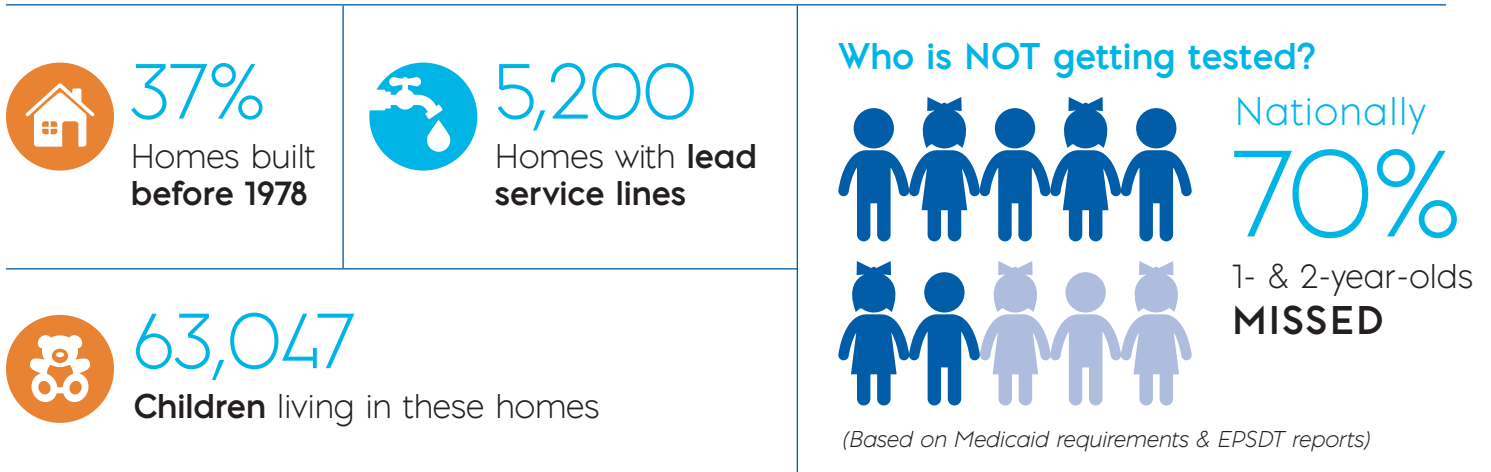 37%
Homes built
before 1978
5,200
Homes with lead
service lines
63,047
Children living in these homes
Who is NOT getting tested?
Nationally
70%
1- & 2-year-olds
MISSED
(Based on Medicaid requirements & EPSDT reports)